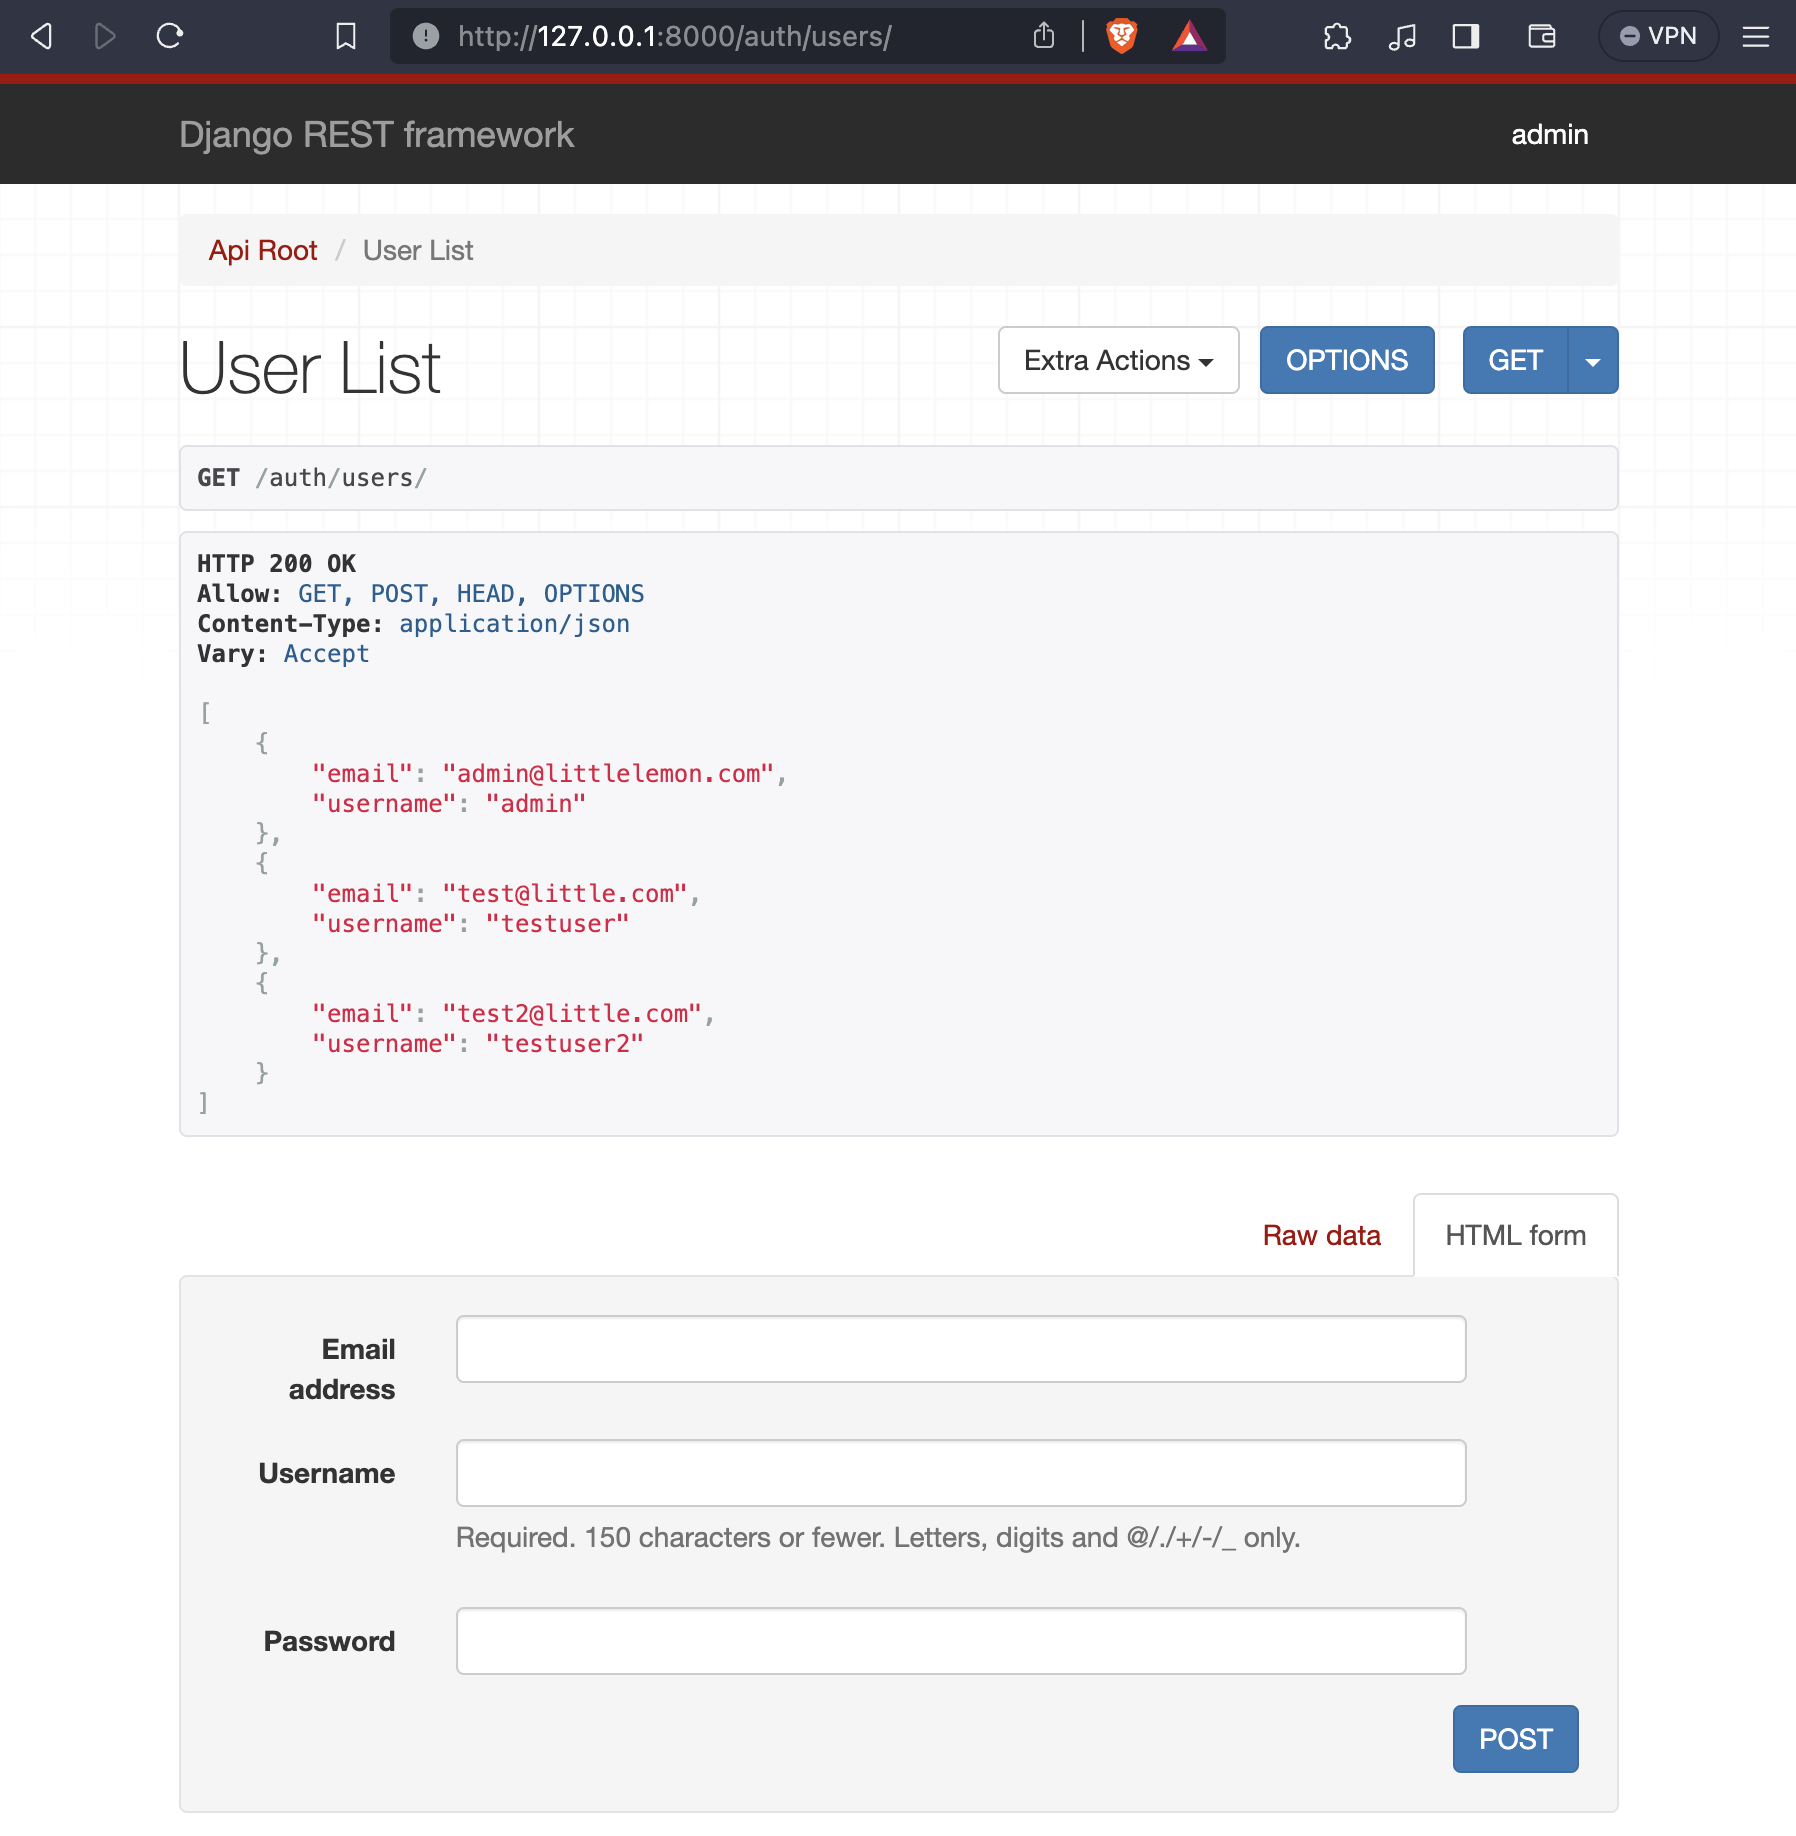 http://127.0.0.1:8000/auth/users/
VPN
Django REST framework
admin
Api Root / User List
User List
Extra Actions
OPTIONS
GET
GET /auth/users/
HTTP 200 OK
Allow: GET, POST, HEAD, OPTIONS
Content-Type: application/json
Vary: Accept
[
    {
        "email": "admin@littlelemon.com",
        "username": "admin"
    },
    {
        "email": "test@little.com",
        "username": "testuser"
    },
    {
        "email": "test2@little.com",
        "username": "testuser2"
    }
]
Raw data
HTML form
Email
address
Username
Required. 150 characters or fewer. Letters, digits and @/./+/-/_ only.
Password
POST